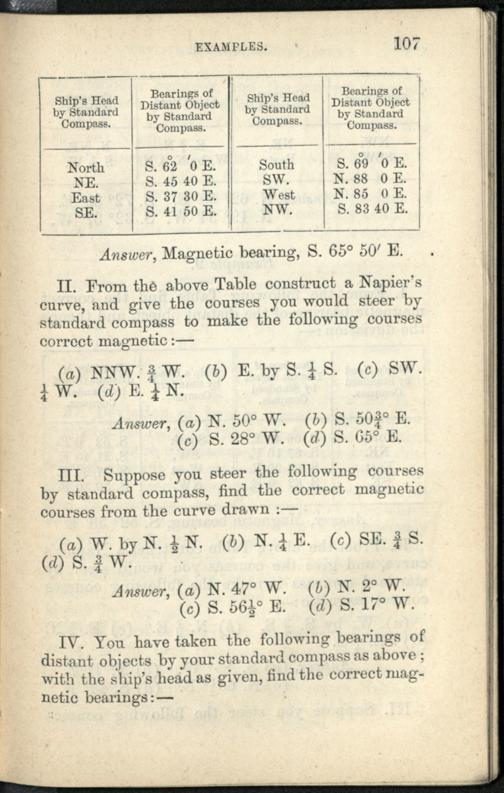 EXAMPLES. 107
Ship's Head by Standard Compass. | Bearings of Distant Object by Standard Compass. | Ship's Head by Standard Compass. | Bearings of Distant Object by Standard Compass.
North | S. 62° 0′ E. | South | S. 69° 0′ E.
NE. | S. 45 40 E. | SW. | N. 88 0 E.
East | S. 37 30 E. | West | N. 85 0 E.
SE. | S. 41 50 E. | NW. | S. 83 40 E.
Answer, Magnetic bearing, S. 65° 50′ E.
II. From the above Table construct a Napier's
curve, and give the courses you would steer by
standard compass to make the following courses
correct magnetic:—
(a) NNW. ¾ W. (b) E. by S. ¼ S. (c) SW.
¼ W. (d) E. ¼ N.
Answer, (a) N. 50° W. (b) S. 50¾° E.
(c) S. 28° W. (d) S. 65° E.
III. Suppose you steer the following courses
by standard compass, find the correct magnetic
courses from the curve drawn :—
(a) W. by N. ½ N. (b) N. ¼ E. (c) SE. ¾ S.
(d) S. ¾ W.
Answer, (a) N. 47° W. (b) N. 2° W.
(c) S. 56½° E. (d) S. 17° W.
IV. You have taken the following bearings of
distant objects by your standard compass as above ;
with the ship's head as given, find the correct mag-
netic bearings:—